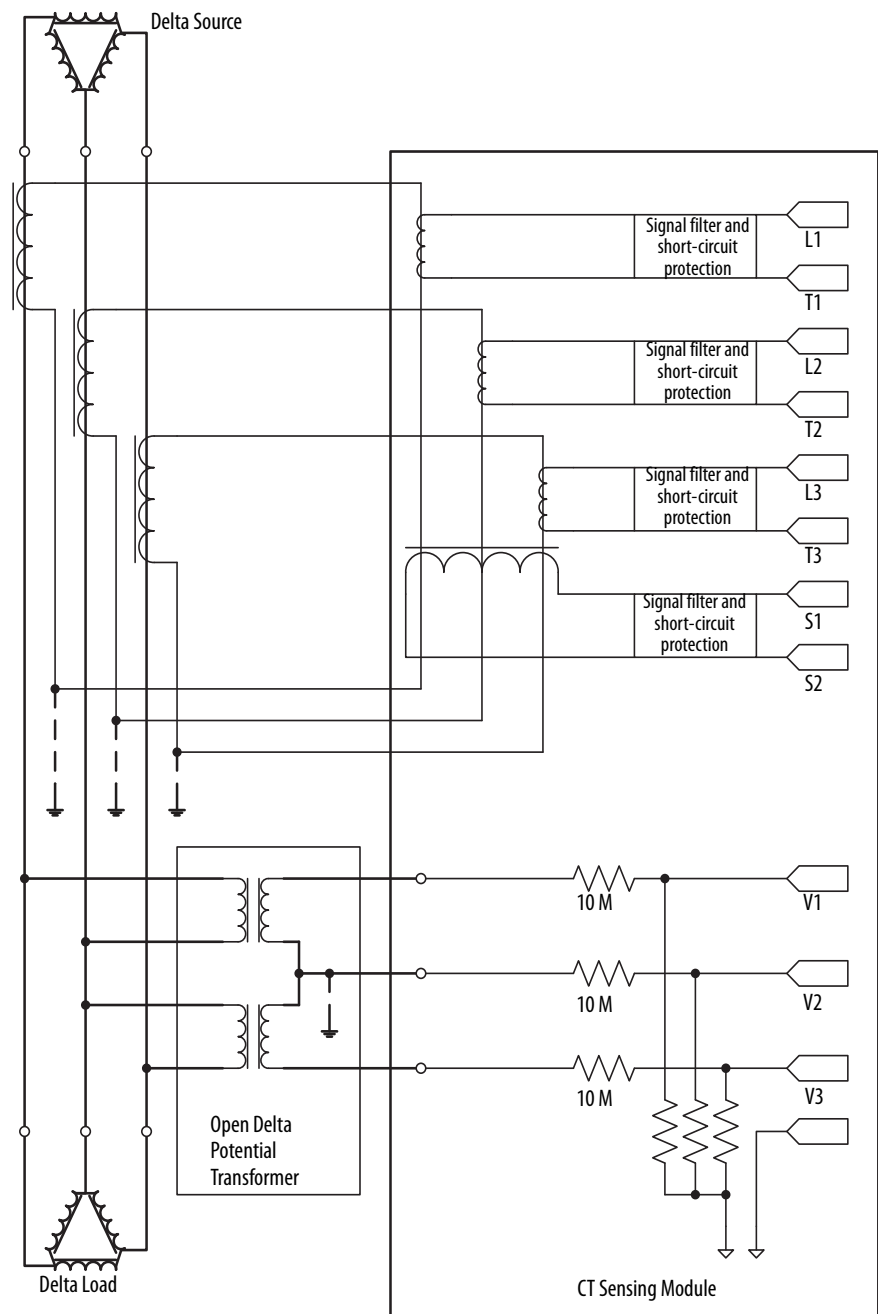 Delta Source
Signal filter and
short-circuit
protection
L1
T1
Signal filter and
short-circuit
protection
L2
T2
Signal filter and
short-circuit
protection
L3
T3
Signal filter and
short-circuit
protection
S1
S2
10 M
V1
10 M
V2
10 M
V3
Open Delta
Potential
Transformer
Delta Load
CT Sensing Module